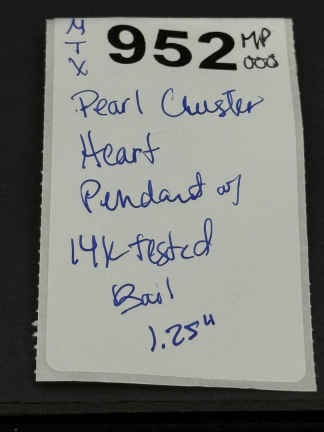 MTX 952 MP 000
Pearl Cluster
Heart
Pendant w/
14K tested
Bail
1.25"